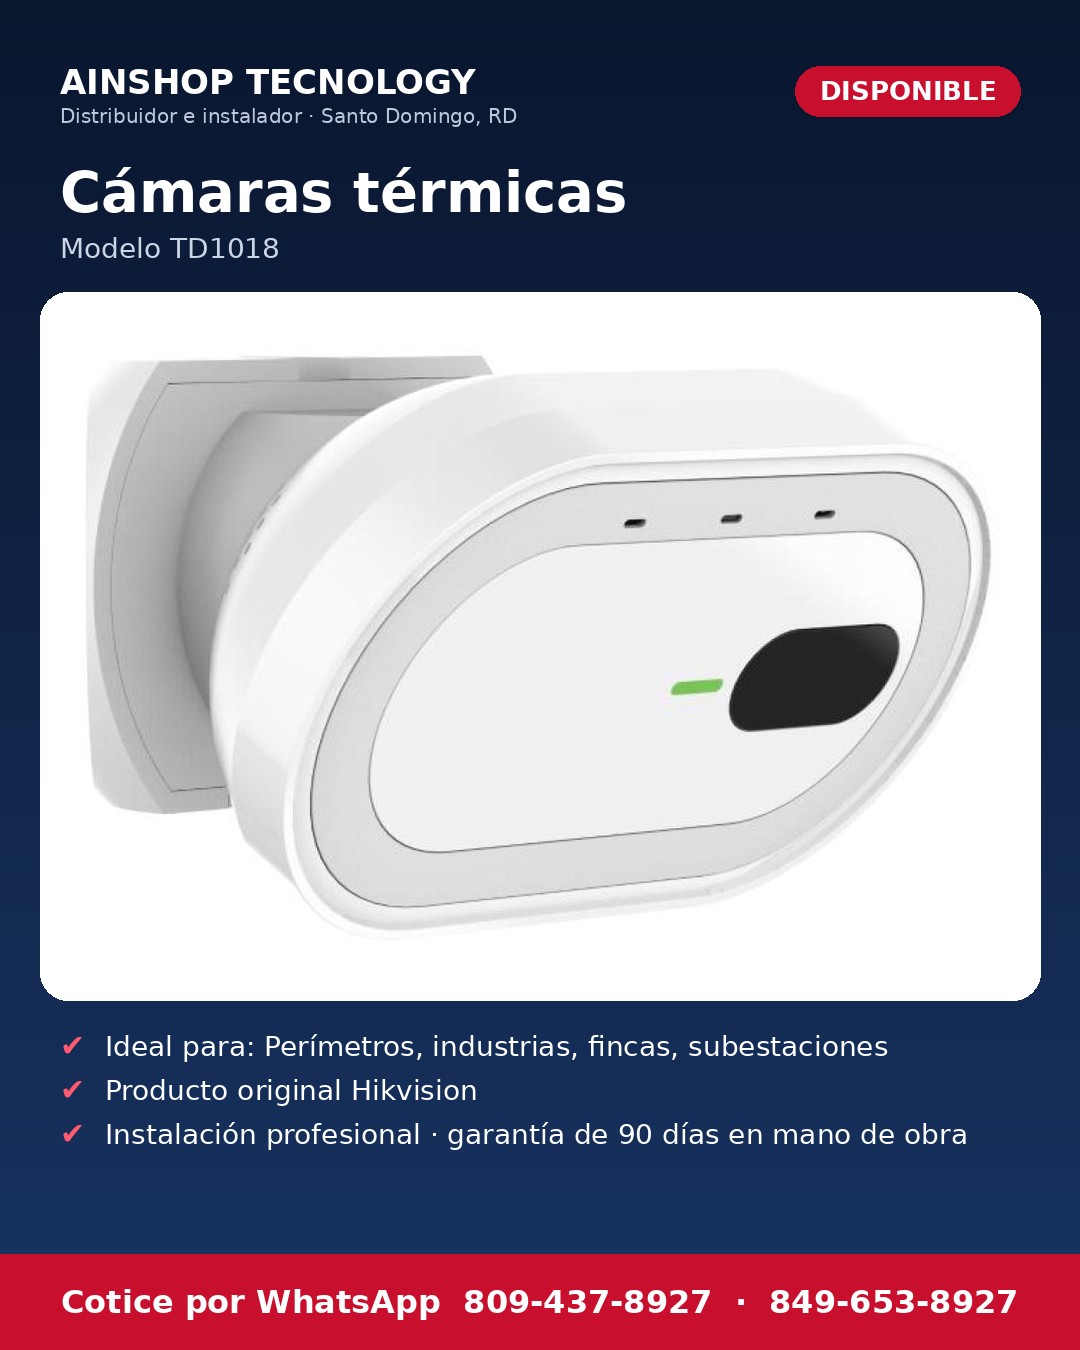 AINSHOP TECNOLOGY
Distribuidor e instalador · Santo Domingo, RD
DISPONIBLE
Cámaras térmicas
Modelo TD1018
✔ Ideal para: Perímetros, industrias, fincas, subestaciones
✔ Producto original Hikvision
✔ Instalación profesional · garantía de 90 días en mano de obra
Cotice por WhatsApp 809-437-8927 · 849-653-8927